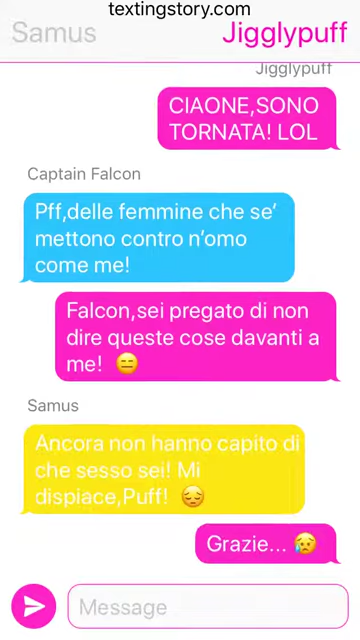 textingstory.com
Samus
Jigglypuff
Jigglypuff
CIAONE,SONO
TORNATA! LOL
Captain Falcon
Pff,delle femmine che se’
mettono contro n’omo
come me!
Falcon,sei pregato di non
dire queste cose davanti a
me! 😑
Samus
Ancora non hanno capito di
che sesso sei! Mi
dispiace,Puff! 😔
Grazie... 😥
Message